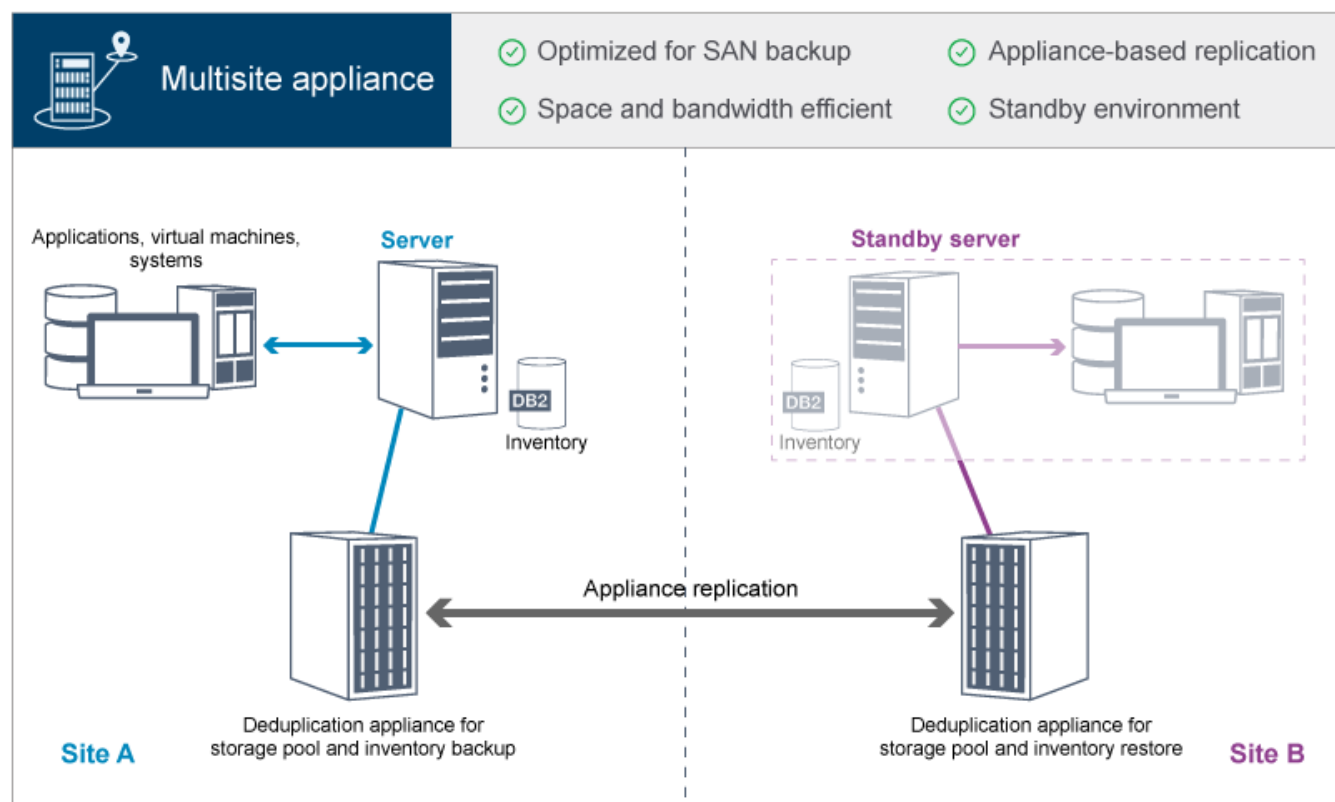 Multisite appliance
Optimized for SAN backup
Appliance-based replication
Space and bandwidth efficient
Standby environment
Applications, virtual machines,
systems
Server
DB2
Inventory
Standby server
DB2
Inventory
Appliance replication
Deduplication appliance for
storage pool and inventory backup
Site A
Deduplication appliance for
storage pool and inventory restore
Site B